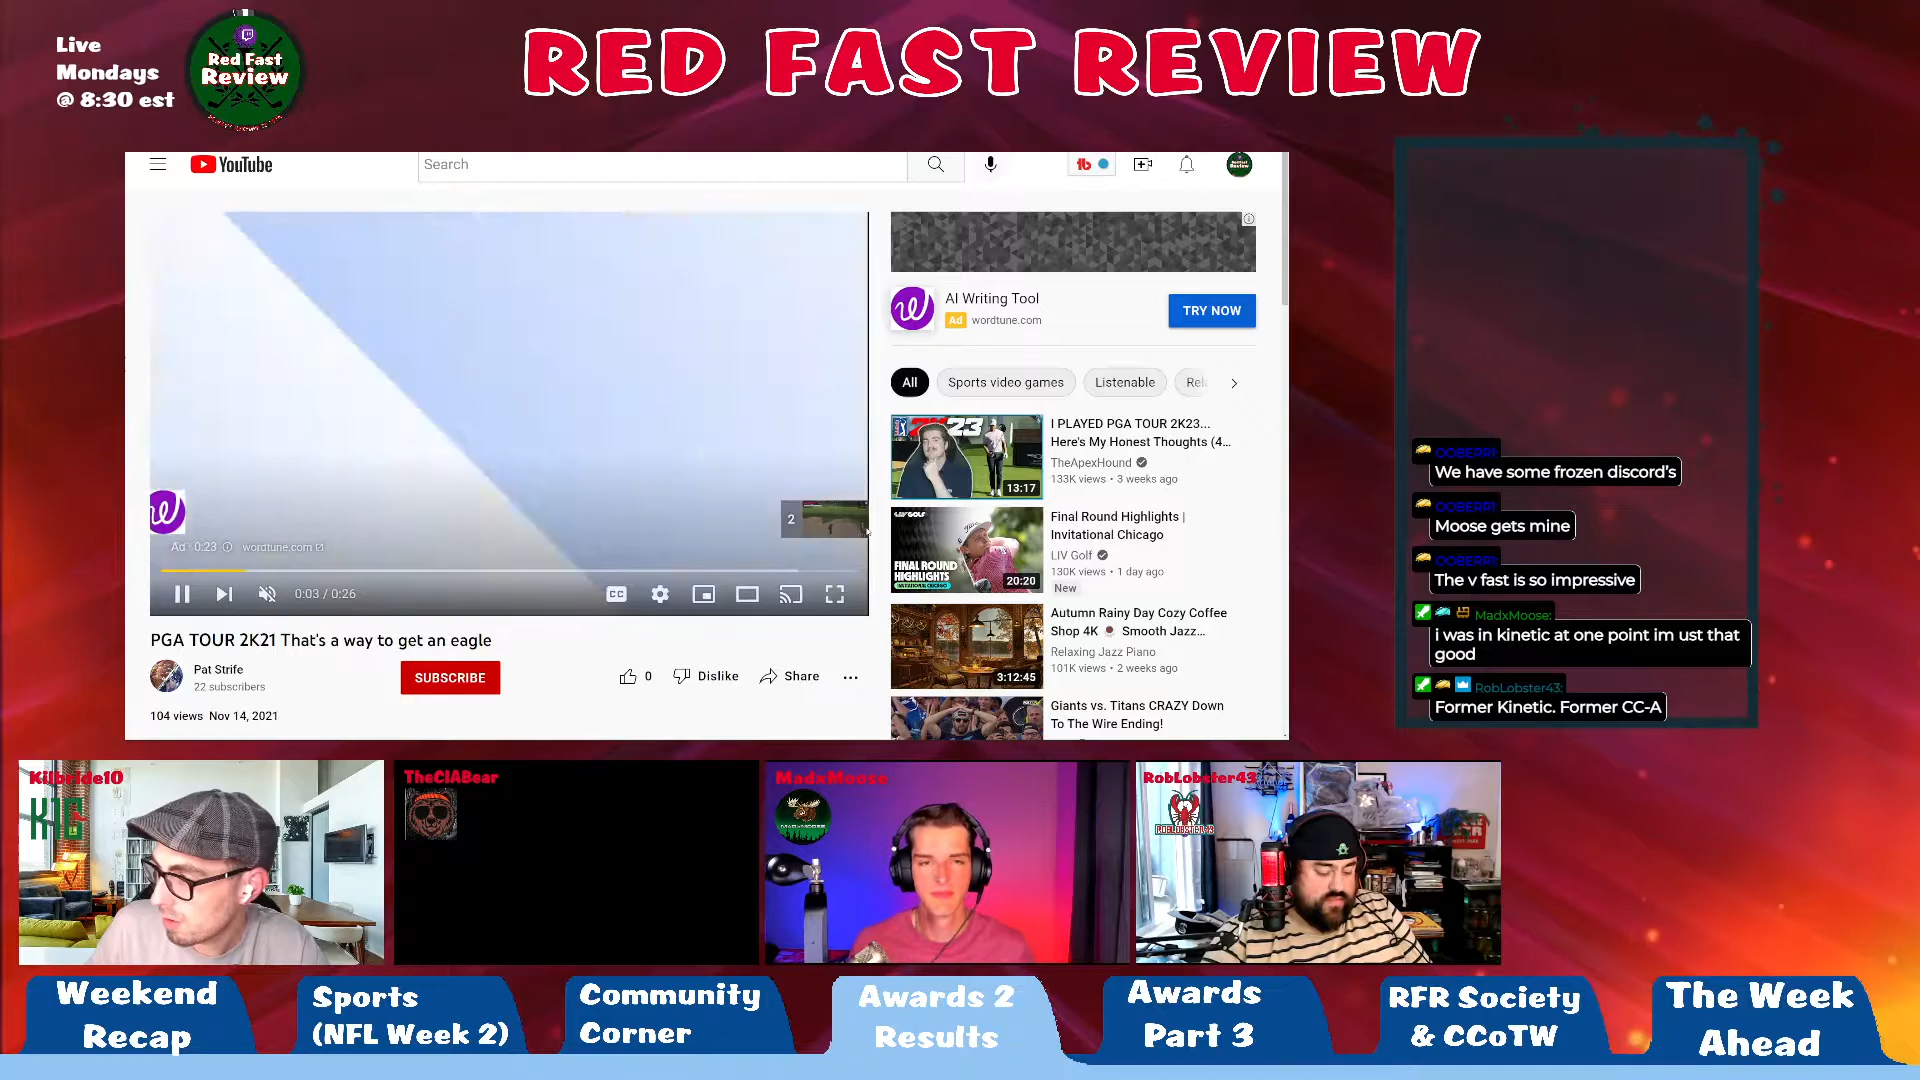 Live
Mondays
@ 8:30 est
Red Fast
Review
RED FAST REVIEW
YouTube
Search
AI Writing Tool
Ad wordtune.com
TRY NOW
All
Sports video games
Listenable
2
Ad · 0:23
wordtune.com
0:03 / 0:26
CC
PGA TOUR 2K21 That's a way to get an eagle
Pat Strife
22 subscribers
SUBSCRIBE
0
Dislike
Share
104 views Nov 14, 2021
13:17
I PLAYED PGA TOUR 2K23...
Here's My Honest Thoughts (4...
TheApexHound
133K views • 3 weeks ago
FINAL ROUND
HIGHLIGHTS
20:20
Final Round Highlights |
Invitational Chicago
LIV Golf
130K views • 1 day ago
New
3:12:45
Autumn Rainy Day Cozy Coffee
Shop 4K
Smooth Jazz...
Relaxing Jazz Piano
101K views • 2 weeks ago
Giants vs. Titans CRAZY Down
To The Wire Ending!
We have some frozen discord's
Moose gets mine
The v fast is so impressive
MadxMoose:
i was in kinetic at one point im ust that
good
RobLobster43:
Former Kinetic. Former CC-A
Kilbride10
K10
TheCIABear
MadxMoose
MADXMOOSE
RobLobster43
ROBLOBSTER43
Weekend
Recap
Sports
(NFL Week 2)
Community
Corner
Awards 2
Results
Awards
Part 3
RFR Society
& CCoTW
The Week
Ahead